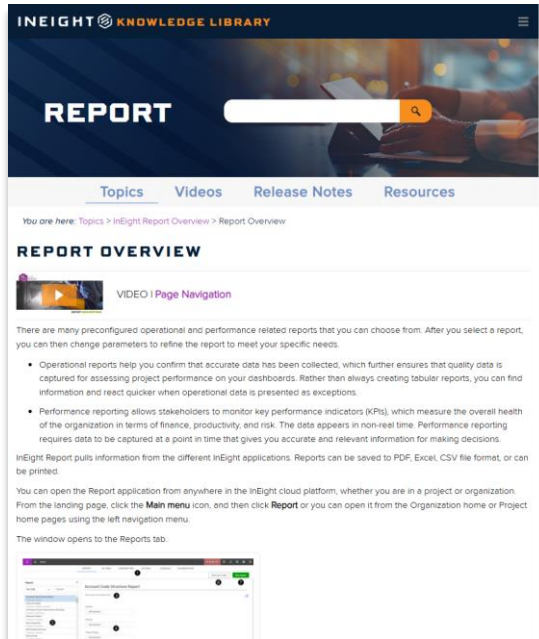 INEIGHT KNOWLEDGE LIBRARY
REPORT
Topics Videos Release Notes Resources
You are here: Topics > InEight Report Overview > Report Overview
REPORT OVERVIEW
VIDEO | Page Navigation
There are many preconfigured operational and performance related reports that you can choose from. After you select a report,
you can then change parameters to refine the report to meet your specific needs.
• Operational reports help you confirm that accurate data has been collected, which further ensures that quality data is
captured for assessing project performance on your dashboards. Rather than always creating tabular reports, you can find
information and react quicker when operational data is presented as exceptions.
• Performance reporting allows stakeholders to monitor key performance indicators (KPIs), which measure the overall health
of the organization in terms of finance, productivity, and risk. The data appears in non-real time. Performance reporting
requires data to be captured at a point in time that gives you accurate and relevant information for making decisions.
InEight Report pulls information from the different InEight applications. Reports can be saved to PDF, Excel, CSV file format, or can
be printed.
You can open the Report application from anywhere in the InEight cloud platform, whether you are in a project or organization.
From the landing page, click the Main menu icon, and then click Report or you can open it from the Organization home or Project
home pages using the left navigation menu.
The window opens to the Reports tab.
Account Code Structure Report